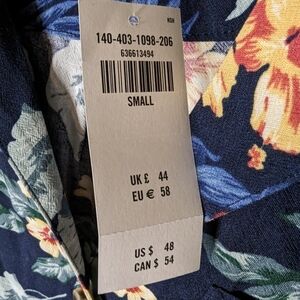 140-403-1098-206
636613494
SMALL
UK £ 44
EU € 58
US $ 48
CAN $ 54